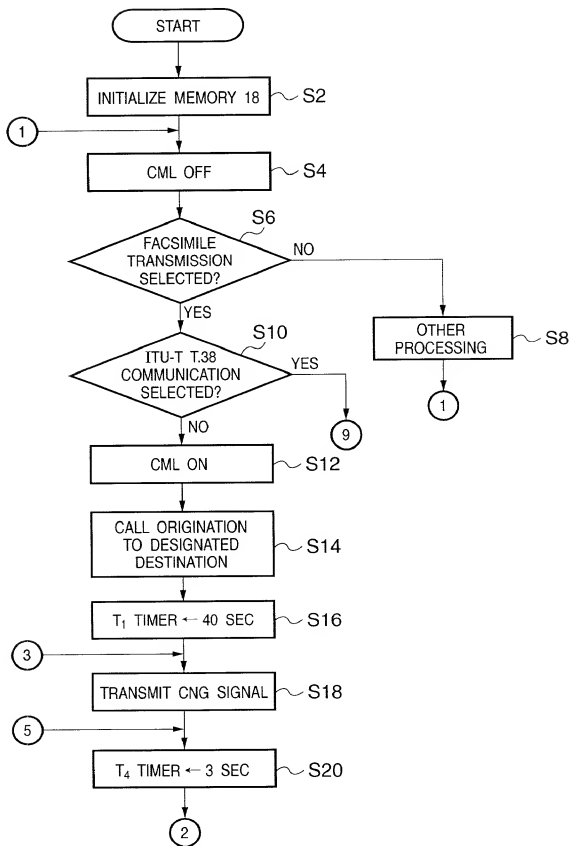 START
INITIALIZE MEMORY 18
S2
1
CML OFF
S4
S6
FACSIMILE
TRANSMISSION
SELECTED?
NO
YES
OTHER
PROCESSING
S8
1
S10
ITU-T T.38
COMMUNICATION
SELECTED?
YES
9
NO
CML ON
S12
CALL ORIGINATION
TO DESIGNATED
DESTINATION
S14
T₁ TIMER ← 40 SEC
S16
3
TRANSMIT CNG SIGNAL
S18
5
T₄ TIMER ← 3 SEC
S20
2